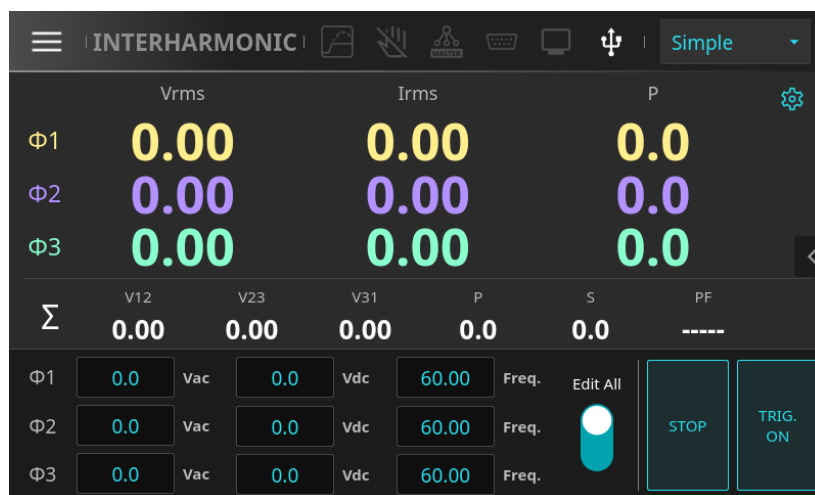 INTERHARMONIC MASTER Simple
Vrms Irms P
Φ1 0.00 0.00 0.0
Φ2 0.00 0.00 0.0
Φ3 0.00 0.00 0.0
V12 V23 V31 P S PF
Σ 0.00 0.00 0.00 0.0 0.0 -----
Φ1 0.0 Vac 0.0 Vdc 60.00 Freq. Edit All
Φ2 0.0 Vac 0.0 Vdc 60.00 Freq. STOP TRIG. ON
Φ3 0.0 Vac 0.0 Vdc 60.00 Freq.